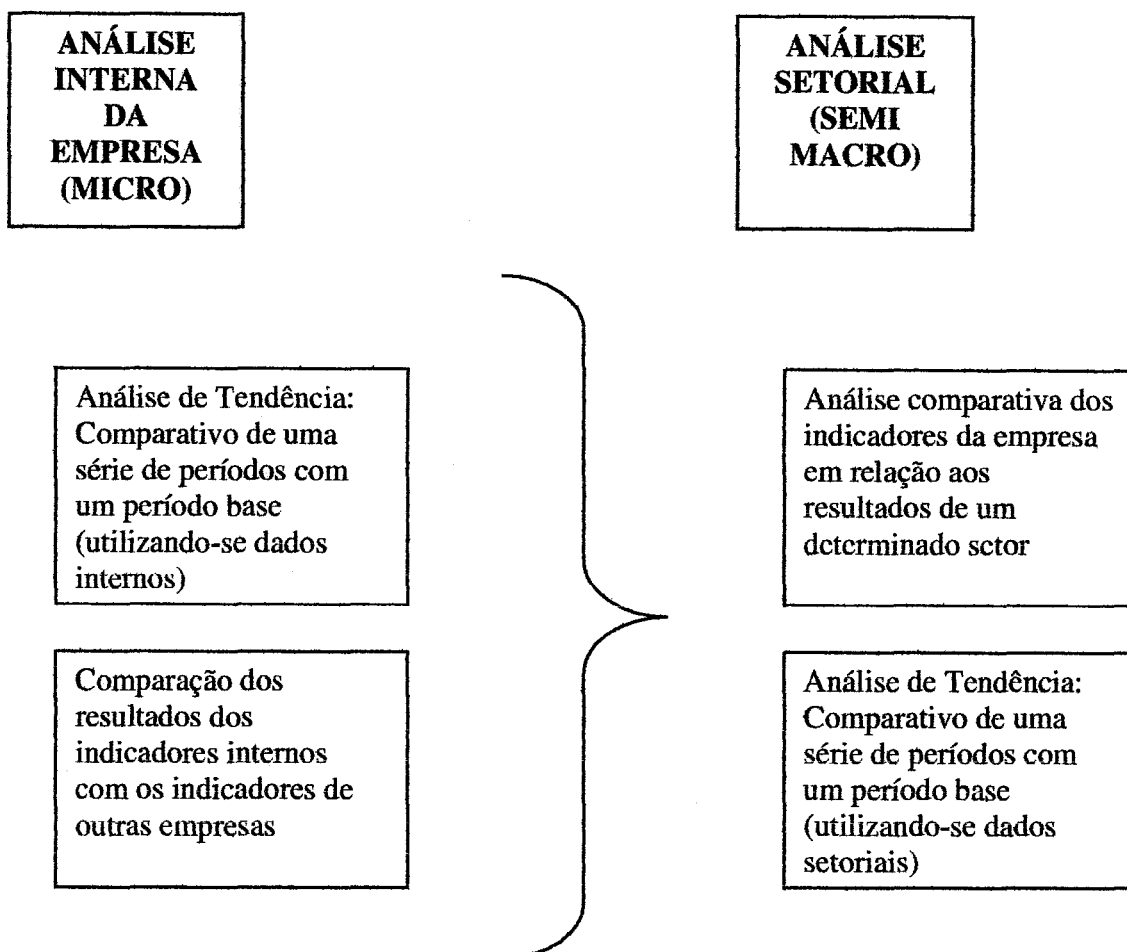 ANÁLISE
INTERNA
DA
EMPRESA
(MICRO)
ANÁLISE
SETORIAL
(SEMI
MACRO)
Análise de Tendência:
Comparativo de uma
série de períodos com
um período base
(utilizando-se dados
internos)
Comparação dos
resultados dos
indicadores internos
com os indicadores de
outras empresas
Análise comparativa dos
indicadores da empresa
em relação aos
resultados de um
determinado setor
Análise de Tendência:
Comparativo de uma
série de períodos com
um período base
(utilizando-se dados
setoriais)